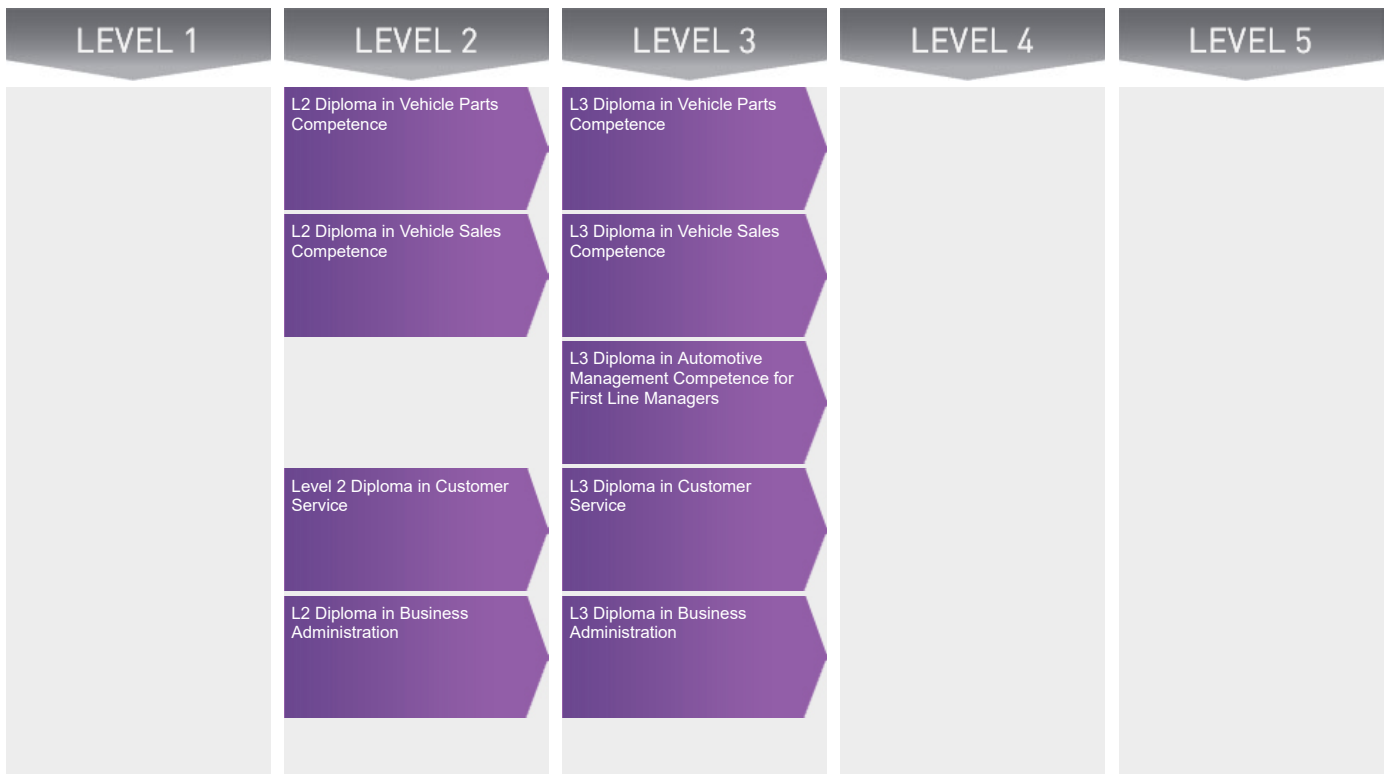 LEVEL 1
LEVEL 2
LEVEL 3
LEVEL 4
LEVEL 5
L2 Diploma in Vehicle Parts
Competence
L3 Diploma in Vehicle Parts
Competence
L2 Diploma in Vehicle Sales
Competence
L3 Diploma in Vehicle Sales
Competence
L3 Diploma in Automotive
Management Competence for
First Line Managers
Level 2 Diploma in Customer
Service
L3 Diploma in Customer
Service
L2 Diploma in Business
Administration
L3 Diploma in Business
Administration